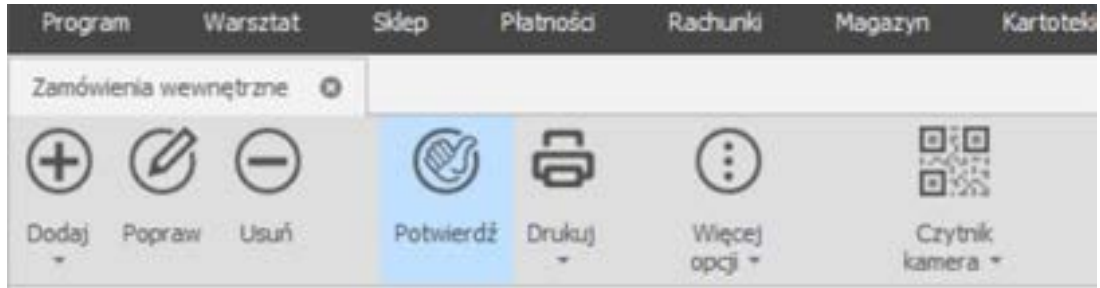 Program Warsztat Sklep Płatności Rachunki Magazyn Kartoteki
Zamówienia wewnętrzne
Dodaj Popraw Usuń Potwierdź Drukuj Więcej opcji Czytnik kamera